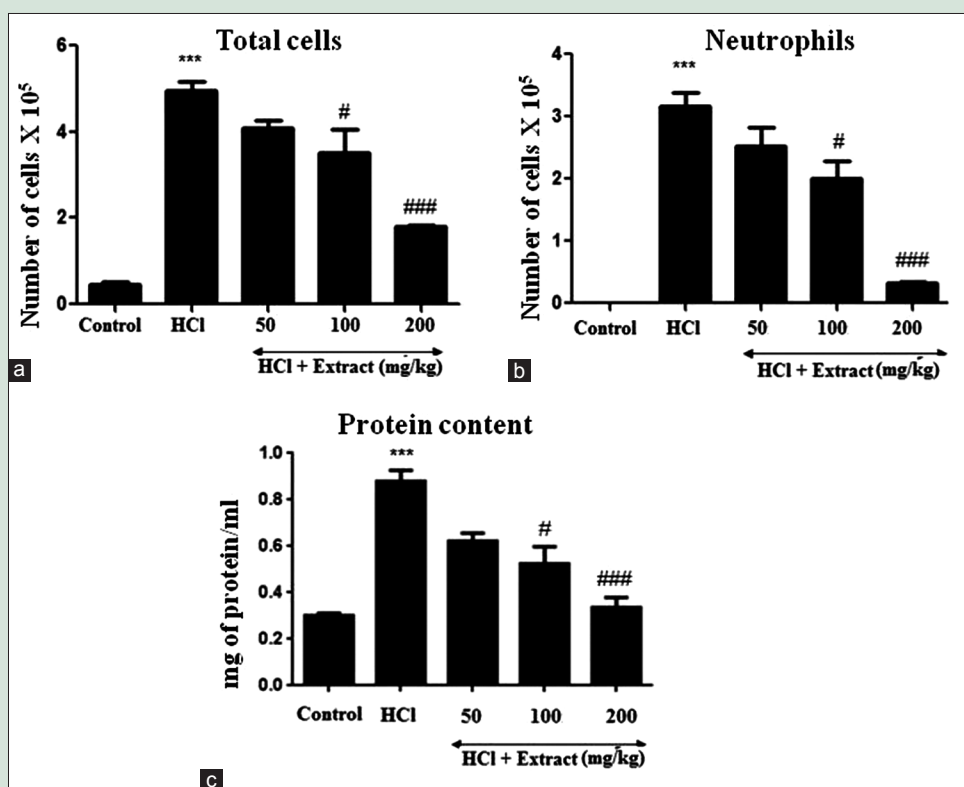 Total cells
Number of cells X 10⁵
6
4
2
0
***
#
###
Control HCl 50 100 200
HCl + Extract (mg/kg)
a
Neutrophils
Number of cells X 10⁵
4
3
2
1
0
***
#
###
Control HCl 50 100 200
HCl + Extract (mg/kg)
b
Protein content
mg of protein/ml
1.0
0.8
0.6
0.4
0.2
0.0
***
#
###
Control HCl 50 100 200
HCl + Extract (mg/kg)
c